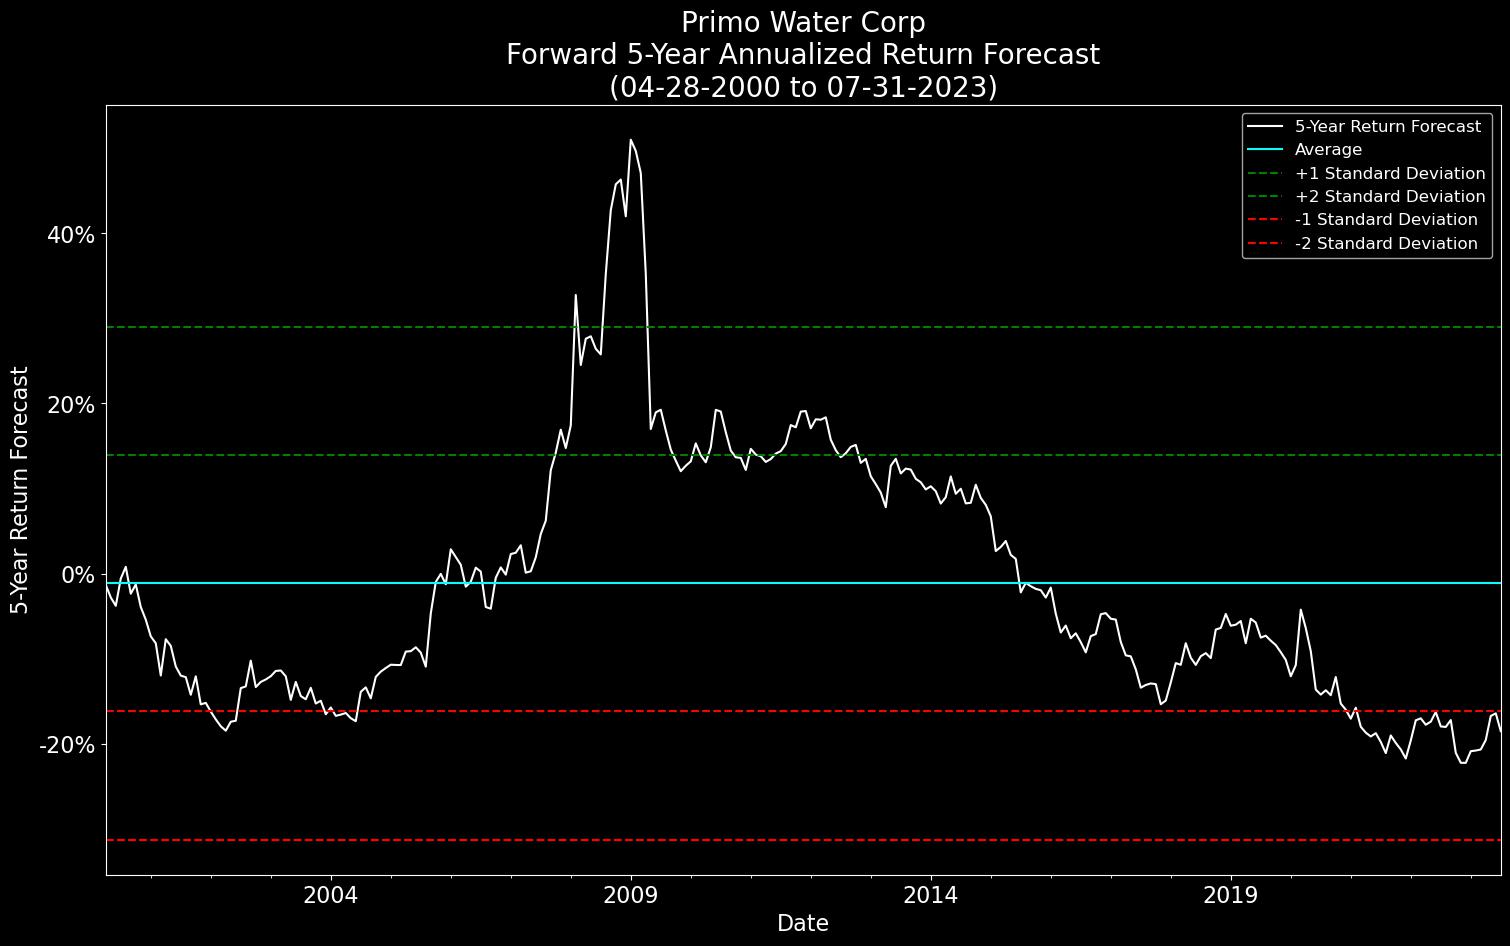 Primo Water Corp
Forward 5-Year Annualized Return Forecast
(04-28-2000 to 07-31-2023)
5-Year Return Forecast
Average
+1 Standard Deviation
+2 Standard Deviation
-1 Standard Deviation
-2 Standard Deviation
5-Year Return Forecast
40%
20%
0%
-20%
2004
2009
2014
2019
Date